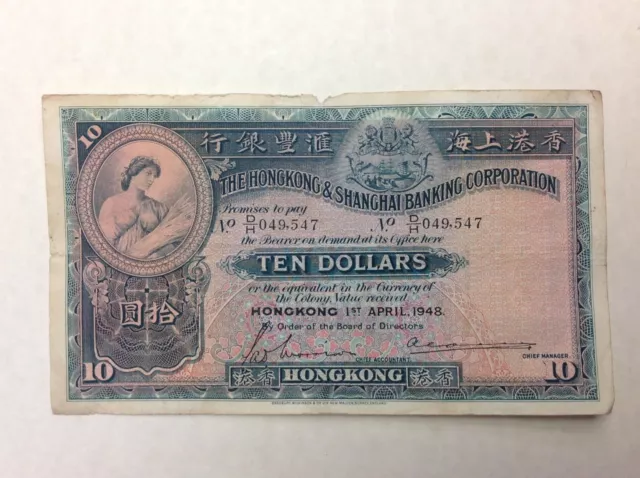 10
行銀豐滙 海上港香
THE HONGKONG & SHANGHAI BANKING CORPORATION
Promises to pay
No D/H 049,547 No D/H 049,547
the Bearer on demand at its Office here
TEN DOLLARS
or the equivalent in the Currency of
the Colony, Value received
圓拾
HONGKONG 1ST APRIL, 1948.
By Order of the Board of Directors
CHIEF ACCOUNTANT.
CHIEF MANAGER.
10 港香 HONGKONG 港香 10